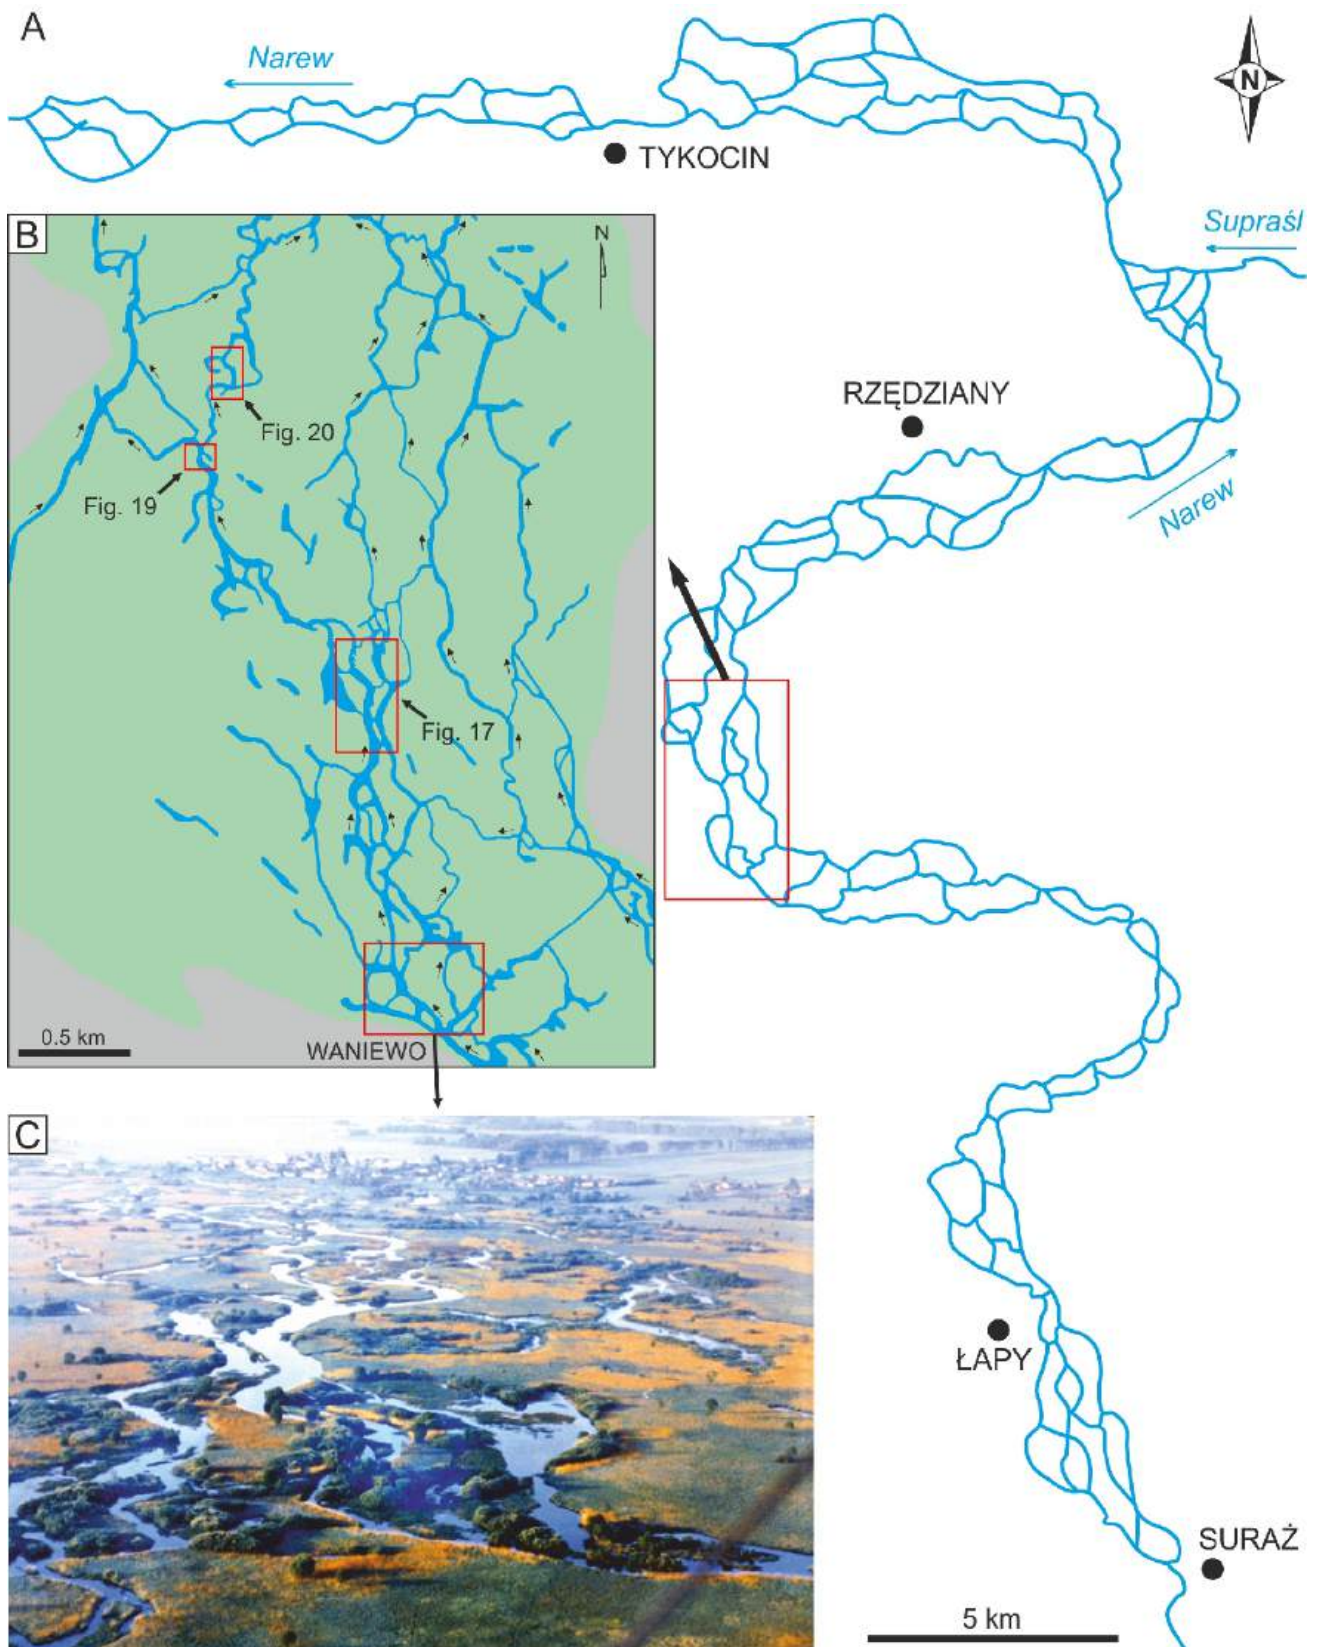 A
Narew
N
TYKOCIN
Supraśl
B
N
RZĘDZIANY
Fig. 20
Fig. 19
Narew
Fig. 17
0.5 km
WANIEWO
C
ŁAPY
SURAŻ
5 km